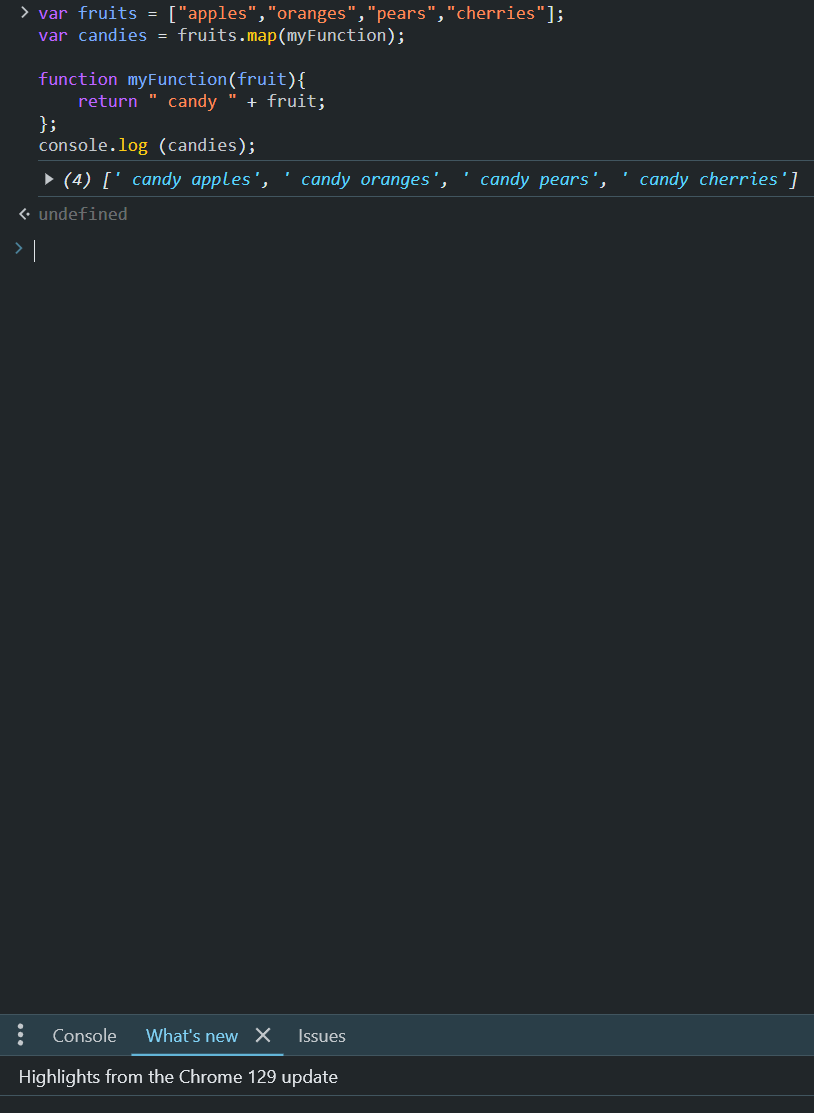 > var fruits = ["apples","oranges","pears","cherries"];
var candies = fruits.map(myFunction);
function myFunction(fruit){
    return " candy " + fruit;
};
console.log (candies);
▶ (4) [' candy apples', ' candy oranges', ' candy pears', ' candy cherries']
undefined
>
Console What's new Issues
Highlights from the Chrome 129 update